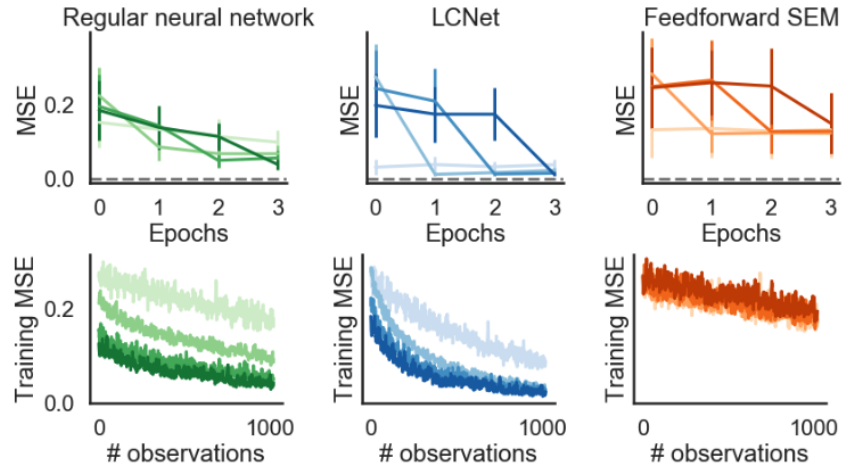 Regular neural network
LCNet
Feedforward SEM
MSE
0.2
0.0
0 1 2 3
Epochs
MSE
0 1 2 3
Epochs
MSE
0 1 2 3
Epochs
Training MSE
0.2
0.0
0 1000
# observations
Training MSE
0 1000
# observations
Training MSE
0 1000
# observations